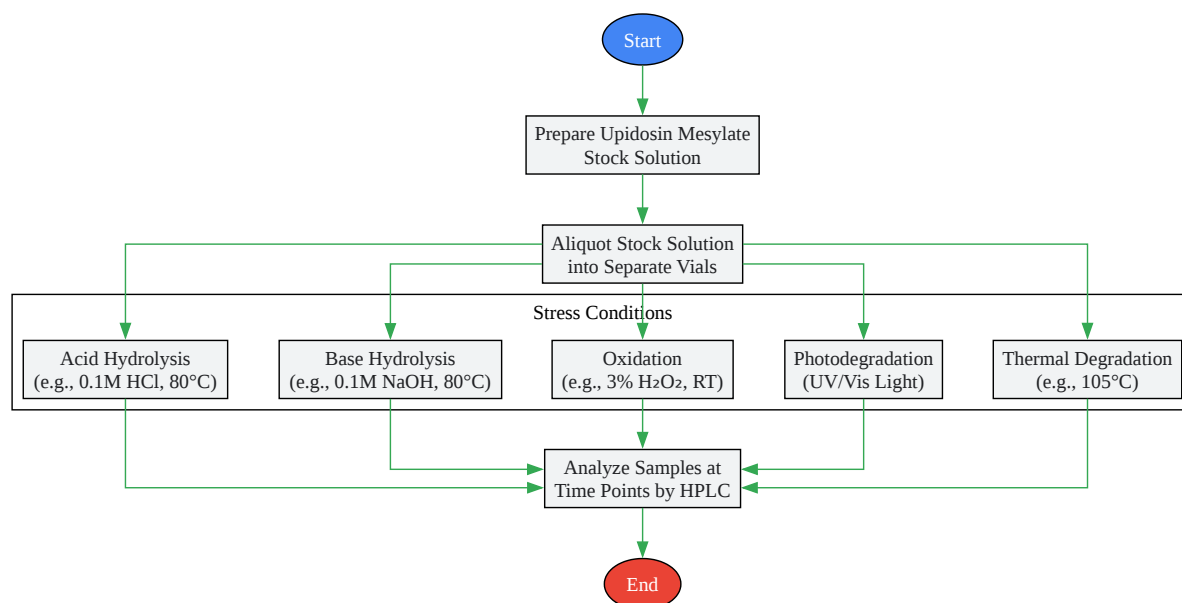 Start
Prepare Upidosin Mesylate
Stock Solution
Aliquot Stock Solution
into Separate Vials
Stress Conditions
Acid Hydrolysis
(e.g., 0.1M HCl, 80°C)
Base Hydrolysis
(e.g., 0.1M NaOH, 80°C)
Oxidation
(e.g., 3% H₂O₂, RT)
Photodegradation
(UV/Vis Light)
Thermal Degradation
(e.g., 105°C)
Analyze Samples at
Time Points by HPLC
End